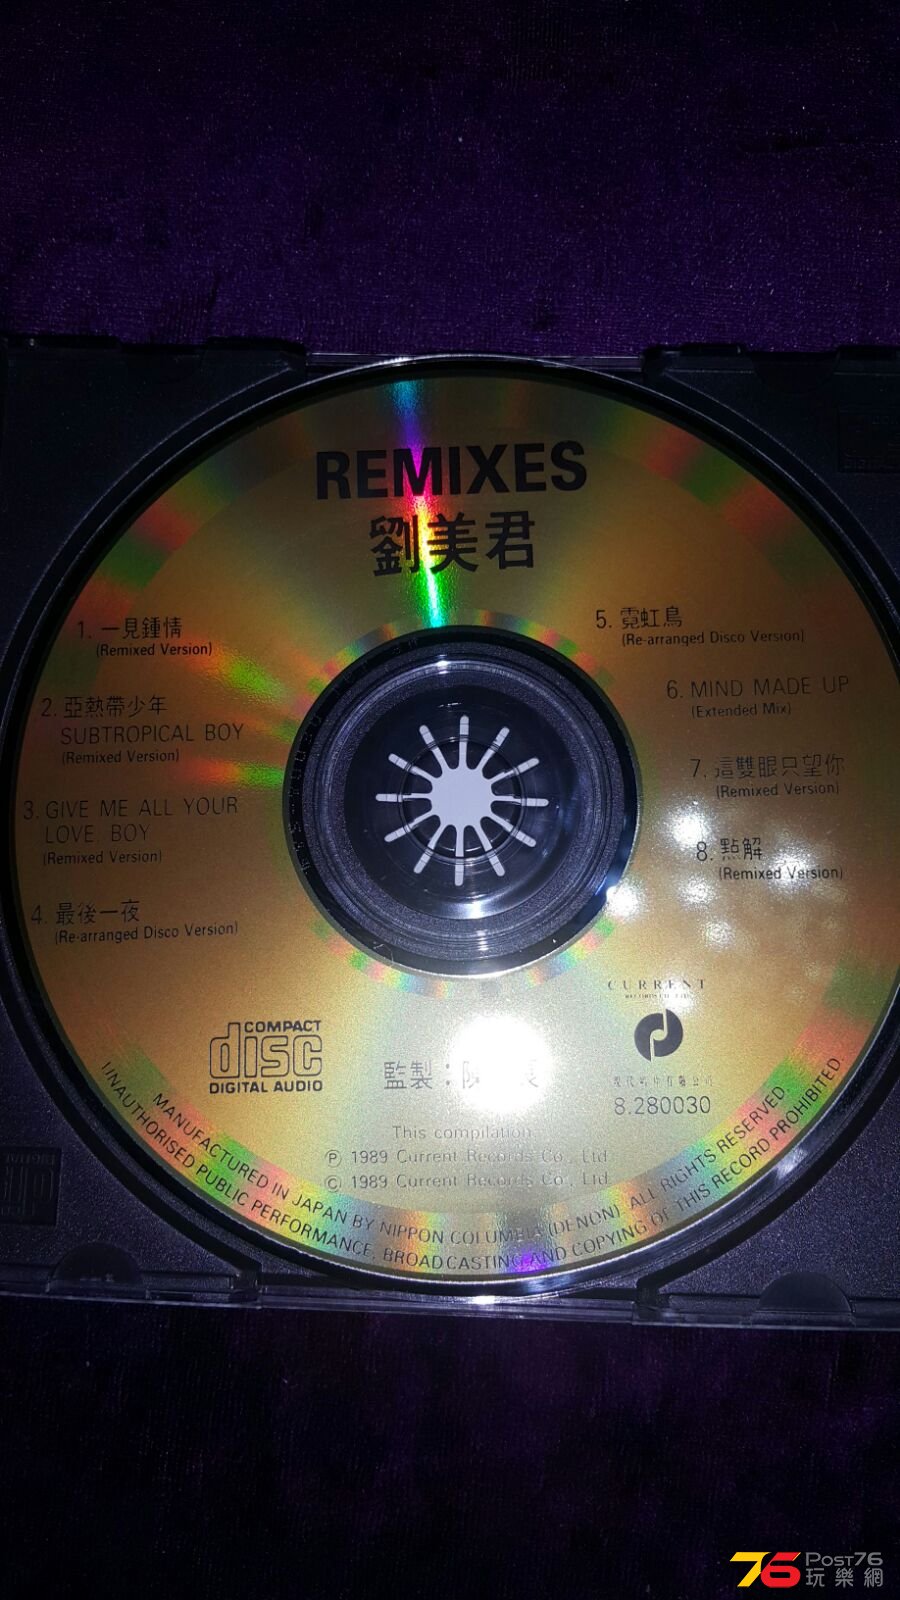 REMIXES
劉美君
1. 一見鍾情
(Remixed Version)
2. 亞熱帶少年
SUBTROPICAL BOY
(Remixed Version)
3. GIVE ME ALL YOUR
LOVE, BOY
(Remixed Version)
4. 最後一夜
(Re-arranged Disco Version)
5. 霓虹鳥
(Re-arranged Disco Version)
6. MIND MADE UP
(Extended Mix)
7. 這雙眼只望你
(Remixed Version)
8. 點解
(Remixed Version)
COMPACT
disc
DIGITAL AUDIO
監製：陳
CURRENT
8.280030
This compilation
Ⓟ 1989 Current Records Co., Ltd.
© 1989 Current Records Co., Ltd.
MANUFACTURED IN JAPAN BY NIPPON COLUMBIA (DENON). ALL RIGHTS RESERVED.
UNAUTHORISED PUBLIC PERFORMANCE, BROADCASTING AND COPYING OF THIS RECORD PROHIBITED.
76 Post76
玩樂網